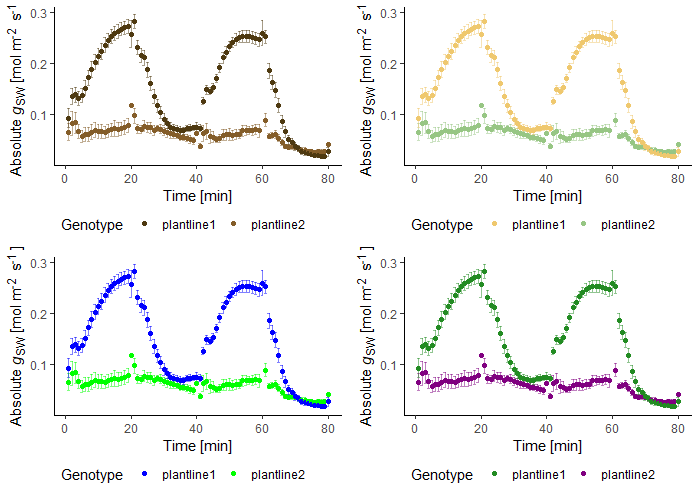 0.3 0.3
0.2 0.2
0.1 0.1
Absolute gSW [mol m⁻² s⁻¹] Absolute gSW [mol m⁻² s⁻¹]
0 20 40 60 80 0 20 40 60 80
Time [min] Time [min]
Genotype plantline1 plantline2 Genotype plantline1 plantline2
0.3 0.3
0.2 0.2
0.1 0.1
Absolute gSW [mol m⁻² s⁻¹ ] Absolute gSW [mol m⁻² s⁻¹ ]
0 20 40 60 80 0 20 40 60 80
Time [min] Time [min]
Genotype plantline1 plantline2 Genotype plantline1 plantline2